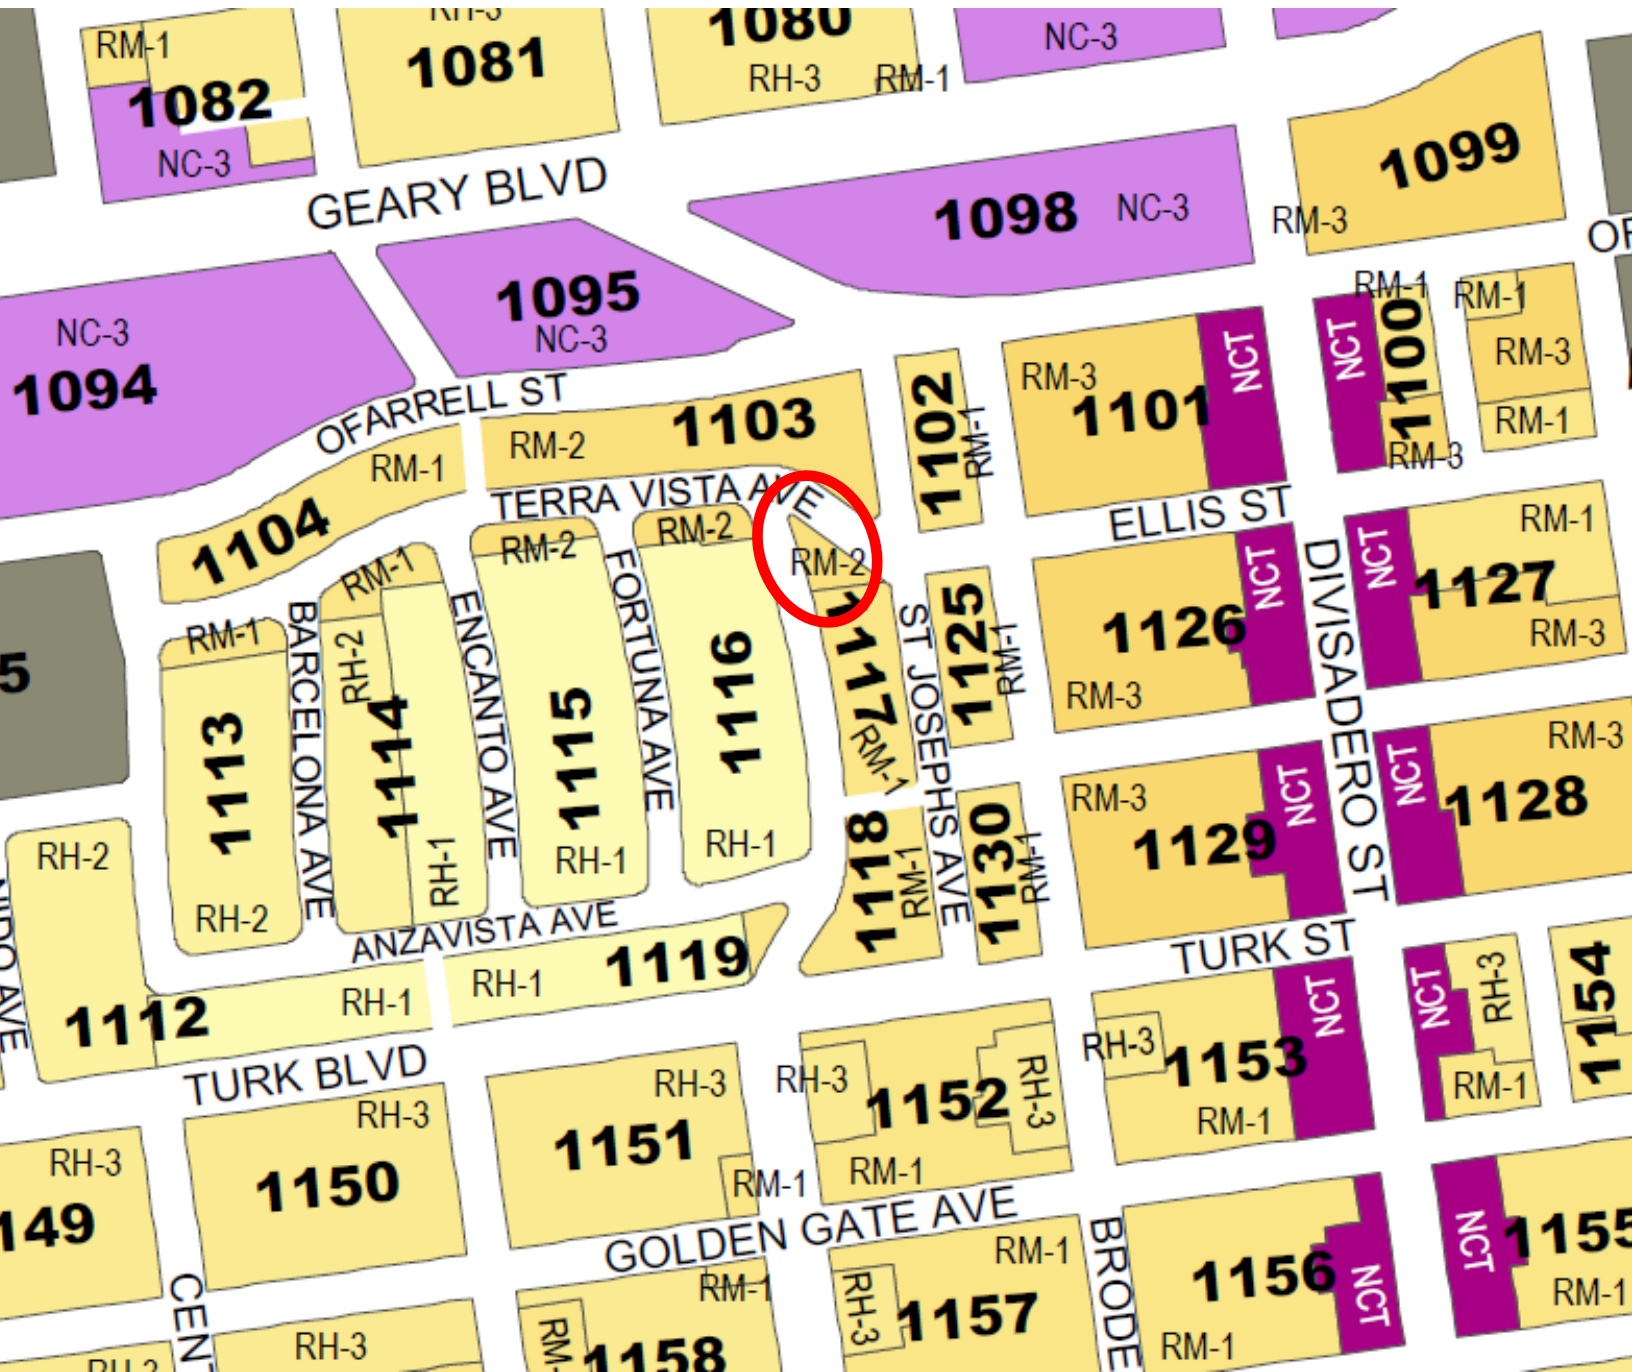 RM-1
1082
NC-3
RH-3
1081
1080
RH-3
RM-1
NC-3
1099
RM-3
GEARY BLVD
1098
NC-3
1095
NC-3
NC-3
1094
OFARRELL ST
RM-1
1104
RM-2
1103
TERRA VISTA AVE
1102
RM-1
RM-3
1101
NCT
NCT
RM-1
1100
RM-3
RM-1
RM-3
RM-1
ELLIS ST
RM-2
RM-2
RM-2
RM-1
RM-1
5
1113
RH-2
BARCELONA AVE
RH-2
1114
RH-1
ENCANTO AVE
1115
RH-1
FORTUNA AVE
1116
RH-1
1117
RM-1
ST JOSEPHS AVE
1125
RM-1
1126
NCT
RM-3
DIVISADERO ST
NCT
1127
RM-1
RM-3
1118
RM-1
1130
RM-1
RM-3
1129
NCT
NCT
1128
RM-3
RH-2
ANZAVISTA AVE
1112
RH-1
RH-1
1119
TURK BLVD
TURK ST
RH-3
1150
RH-3
1151
RM-1
RH-3
1152
RH-3
RM-1
RH-3
1153
NCT
RM-1
NCT
RH-3
RM-1
1154
RH-3
149
GOLDEN GATE AVE
CENT
RH-3
RM-1
1158
RM-1
RH-3
1157
BRODE
1156
NCT
RM-1
NCT
1155
RM-1